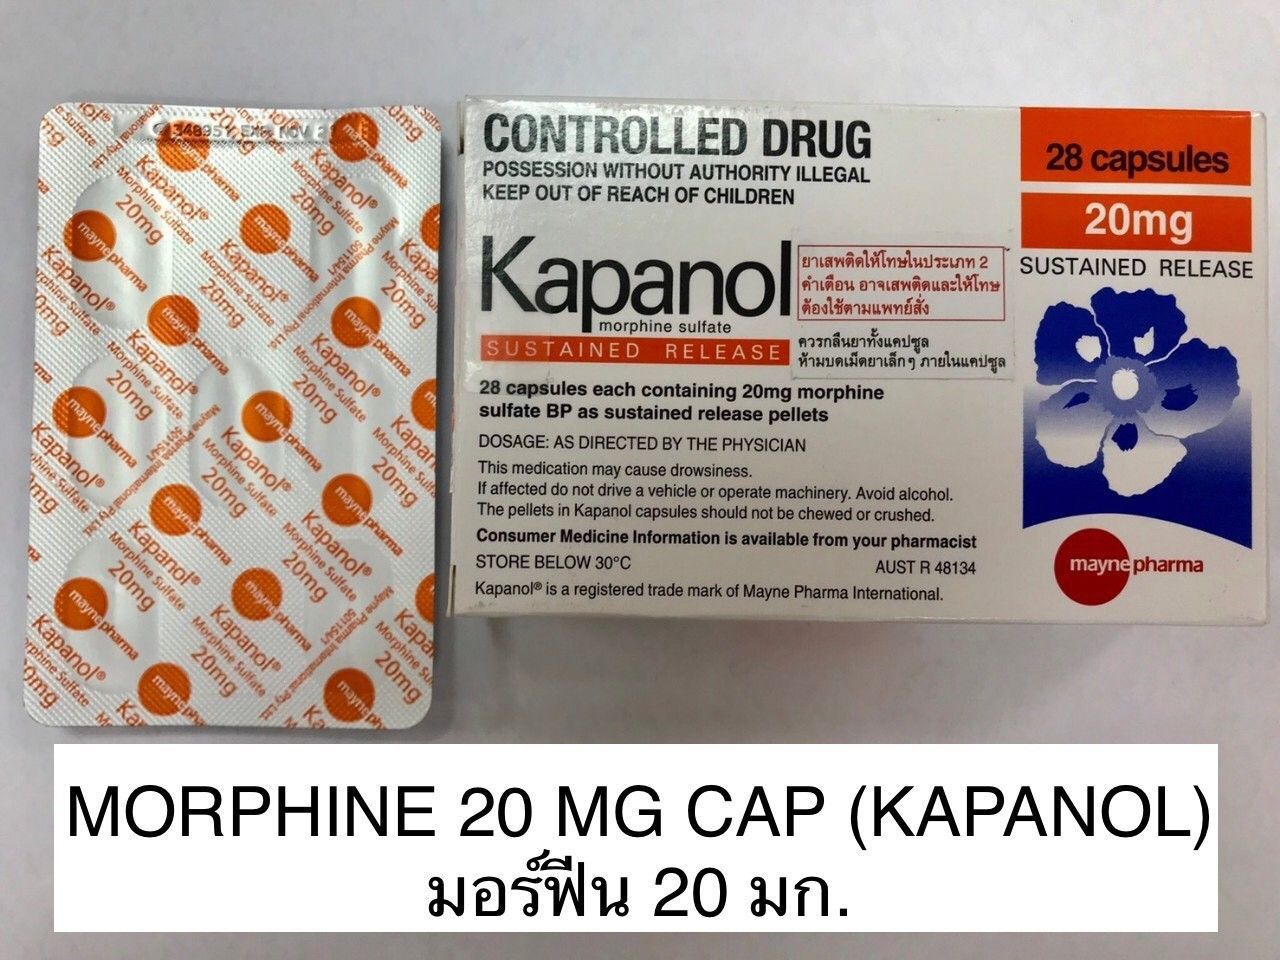 348957 EXP NOV 2
Kapanol®
Morphine Sulfate
20mg
maynepharma
CONTROLLED DRUG
POSSESSION WITHOUT AUTHORITY ILLEGAL
KEEP OUT OF REACH OF CHILDREN
Kapanol
morphine sulfate
SUSTAINED RELEASE
ยาเสพติดให้โทษในประเภท 2
คำเตือน อาจเสพติดและให้โทษ
ต้องใช้ตามแพทย์สั่ง
ควรกลืนยาทั้งแคปซูล
ห้ามบดเม็ดยาเล็กๆ ภายในแคปซูล
28 capsules each containing 20mg morphine
sulfate BP as sustained release pellets
DOSAGE: AS DIRECTED BY THE PHYSICIAN
This medication may cause drowsiness.
If affected do not drive a vehicle or operate machinery. Avoid alcohol.
The pellets in Kapanol capsules should not be chewed or crushed.
Consumer Medicine Information is available from your pharmacist
STORE BELOW 30°C
AUST R 48134
Kapanol® is a registered trade mark of Mayne Pharma International.
28 capsules
20mg
SUSTAINED RELEASE
maynepharma
MORPHINE 20 MG CAP (KAPANOL)
มอร์ฟีน 20 มก.